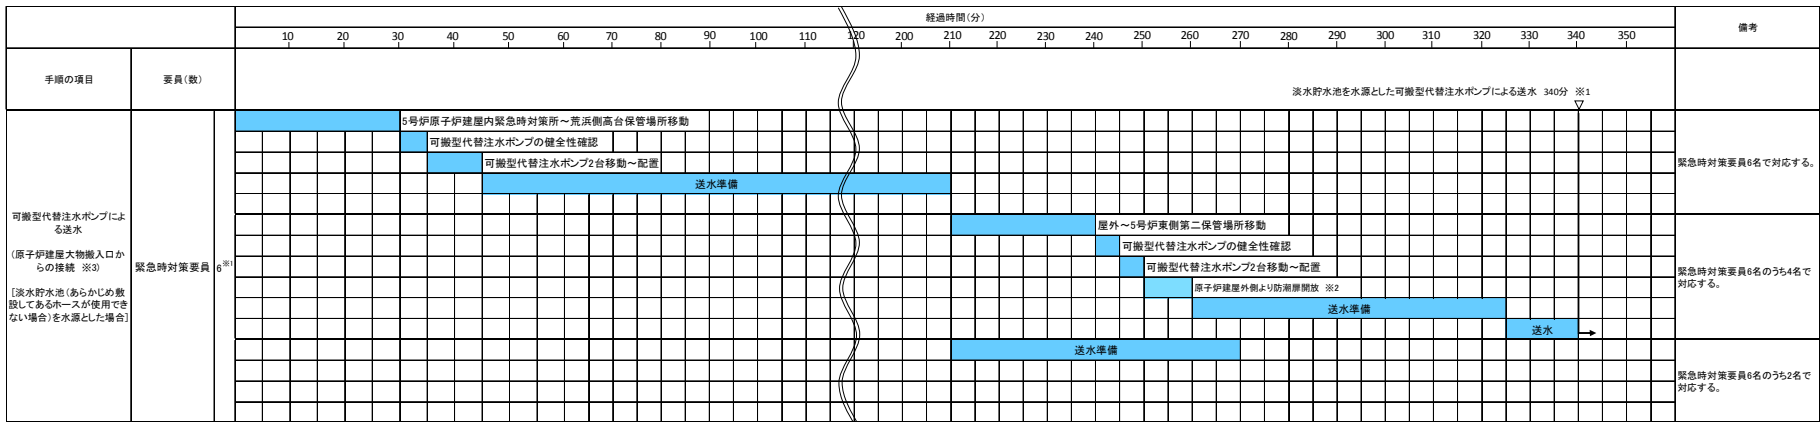 経過時間(分)
備考
10 20 30 40 50 60 70 80 90 100 110 120 200 210 220 230 240 250 260 270 280 290 300 310 320 330 340 350
手順の項目
要員(数)
淡水貯水池を水源とした可搬型代替注水ポンプによる送水 340分 ※1
▽
5号炉原子炉建屋内緊急時対策所~荒浜側高台保管場所移動
可搬型代替注水ポンプの健全性確認
可搬型代替注水ポンプ2台移動~配置
送水準備
緊急時対策要員6名で対応する。
可搬型代替注水ポンプによ
る送水
(原子炉建屋大物搬入口か
らの接続 ※3)
[淡水貯水池(あらかじめ敷
設してあるホースが使用でき
ない場合)を水源とした場合]
緊急時対策要員
6※1
屋外~5号炉東側第二保管場所移動
可搬型代替注水ポンプの健全性確認
可搬型代替注水ポンプ2台移動~配置
原子炉建屋外側より防潮扉開放 ※2
送水準備
送水
緊急時対策要員6名のうち4名で
対応する。
送水準備
緊急時対策要員6名のうち2名で
対応する。